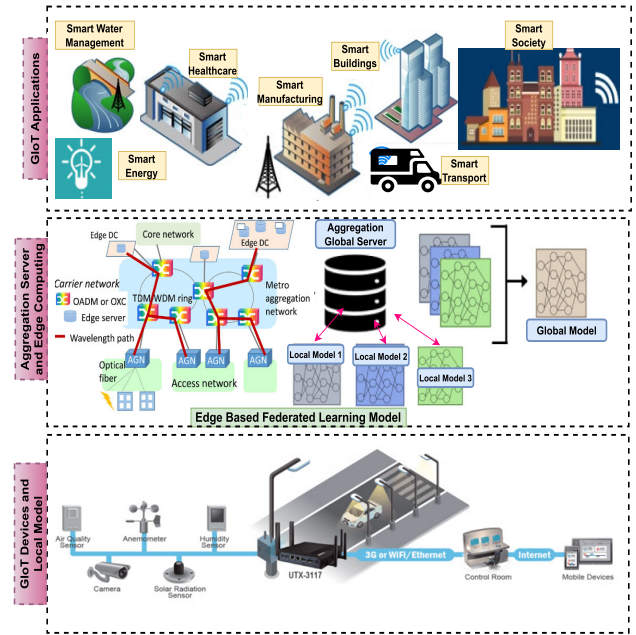 GIoT Applications
Smart Water
Management
Smart
Healthcare
Smart
Manufacturing
Smart
Buildings
Smart
Society
Smart
Energy
Smart
Transport
Aggregation Server
and Edge Computing
Edge DC
Core network
Edge DC
Carrier network
OADM or OXC
Edge server
Wavelength path
TDM/WDM ring
Metro
aggregation
network
AGN
AGN
AGN
AGN
Optical
fiber
Access network
Aggregation
Global Server
Local Model 1
Local Model 2
Local Model 3
Global Model
Edge Based Federated Learning Model
GIoT Devices and
Local Model
Air Quality
Sensor
Anemometer
Humidity
Sensor
Camera
Solar Radiation
Sensor
UTX-3117
3G or WiFi/Ethernet
Control Room
Internet
Mobile Devices